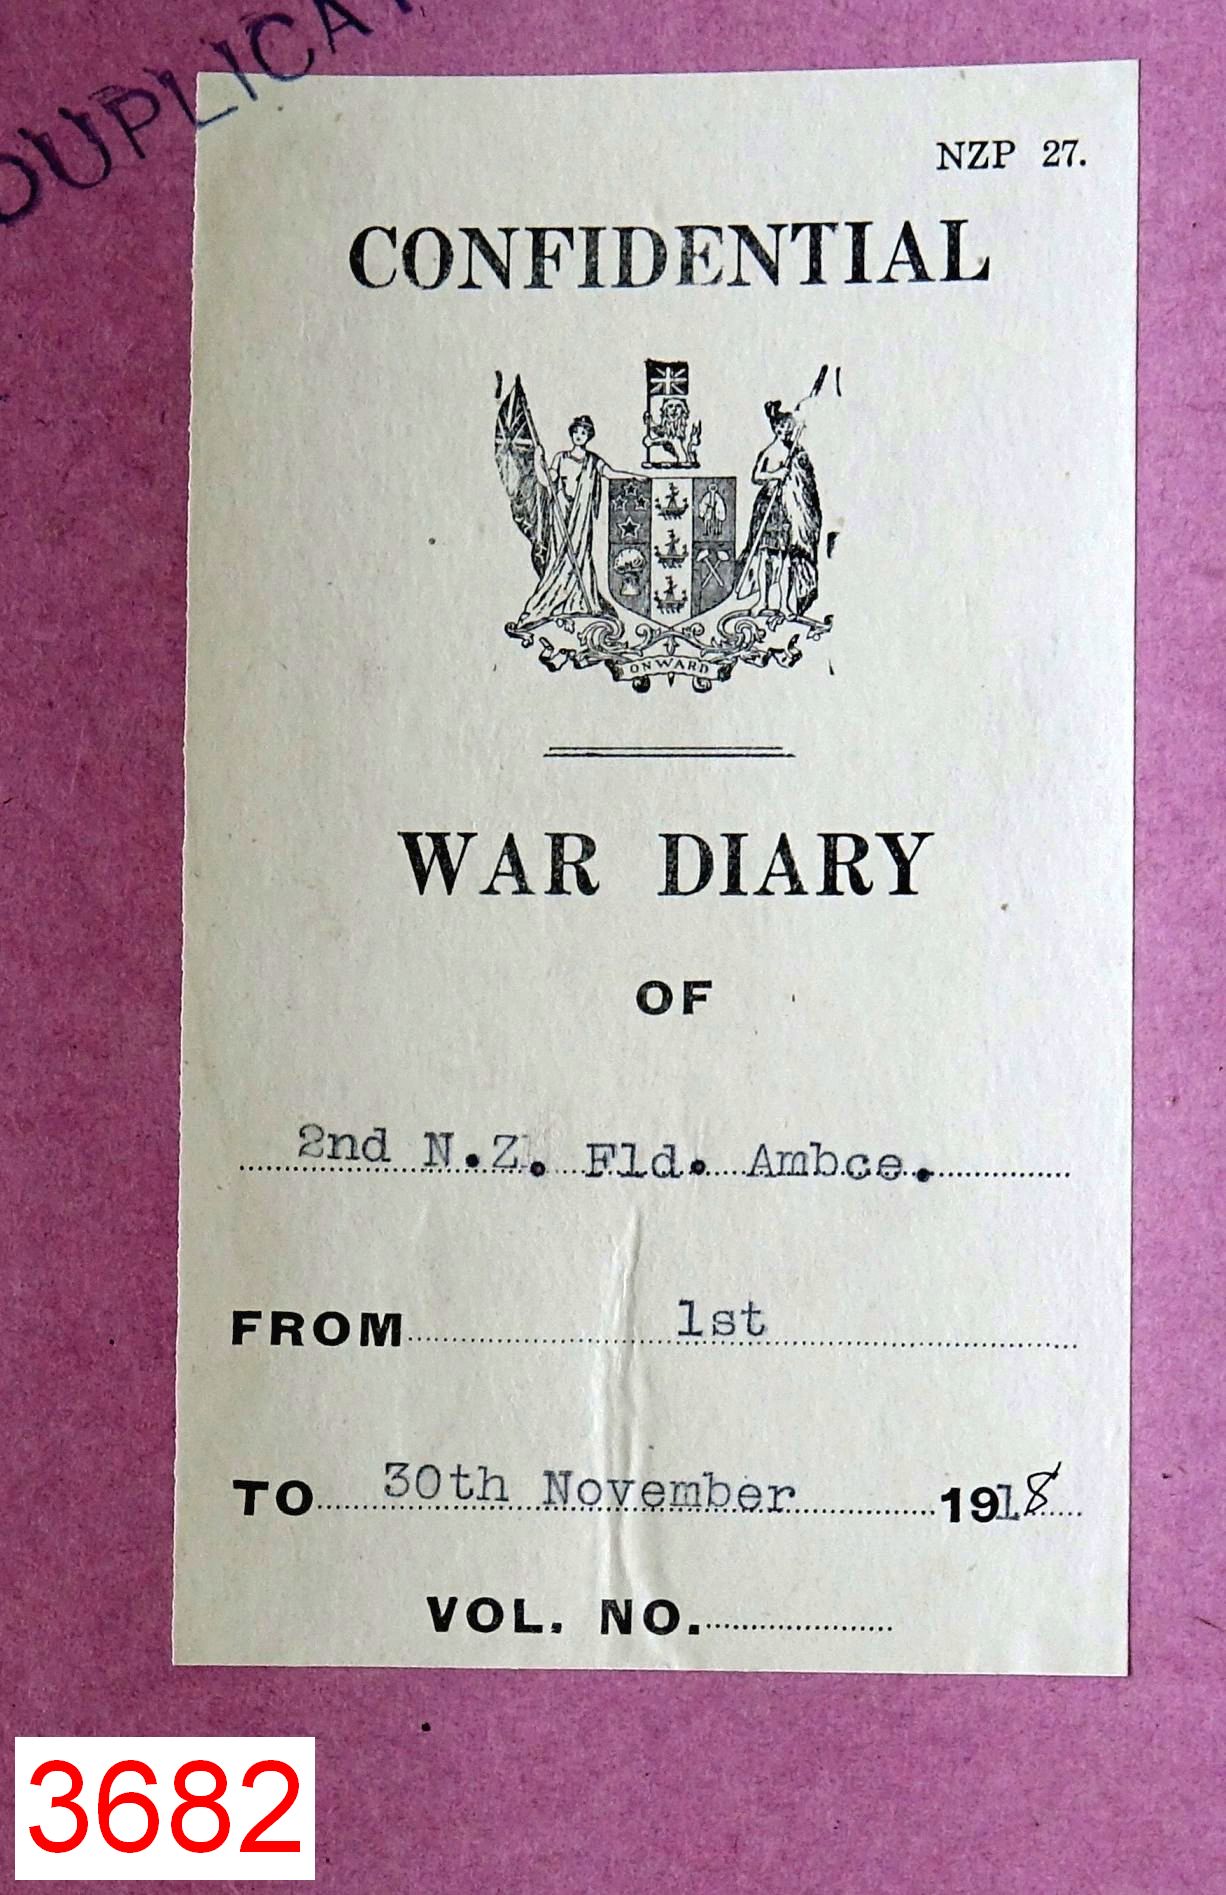 DUPLICA
NZP 27.
CONFIDENTIAL
ONWARD
WAR DIARY
OF
2nd N.Z. Fld. Ambce.
FROM 1st
TO 30th November 1918
VOL. NO.
3682